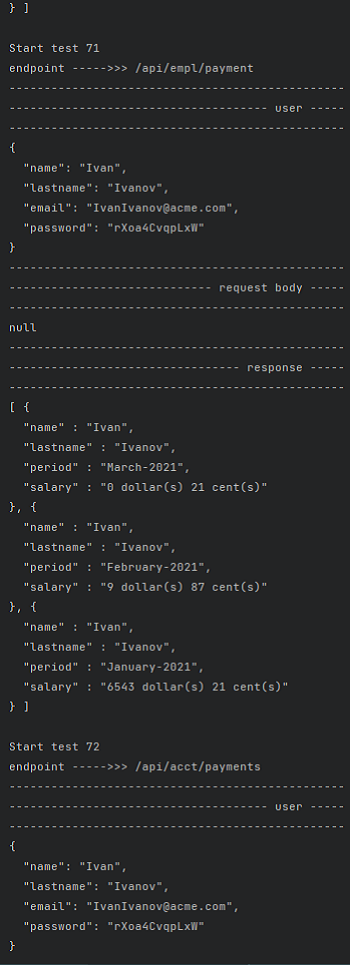 } ]
Start test 71
endpoint ----->>> /api/empl/payment
------------------------------------------------
------------------------------------- user -----
------------------------------------------------
{
  "name": "Ivan",
  "lastname": "Ivanov",
  "email": "IvanIvanov@acme.com",
  "password": "rXoa4CvqpLxW"
}
------------------------------------------------
----------------------------- request body -----
------------------------------------------------
null
------------------------------------------------
--------------------------------- response -----
------------------------------------------------
[ {
  "name" : "Ivan",
  "lastname" : "Ivanov",
  "period" : "March-2021",
  "salary" : "0 dollar(s) 21 cent(s)"
}, {
  "name" : "Ivan",
  "lastname" : "Ivanov",
  "period" : "February-2021",
  "salary" : "9 dollar(s) 87 cent(s)"
}, {
  "name" : "Ivan",
  "lastname" : "Ivanov",
  "period" : "January-2021",
  "salary" : "6543 dollar(s) 21 cent(s)"
} ]
Start test 72
endpoint ----->>> /api/acct/payments
------------------------------------------------
------------------------------------- user -----
------------------------------------------------
{
  "name": "Ivan",
  "lastname": "Ivanov",
  "email": "IvanIvanov@acme.com",
  "password": "rXoa4CvqpLxW"
}